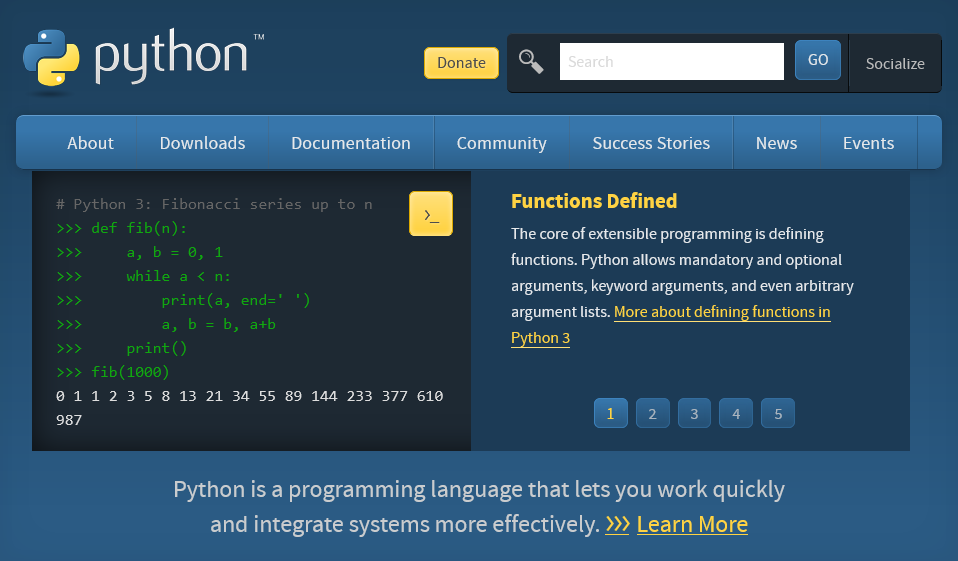 python™
Donate
Search
GO
Socialize
About
Downloads
Documentation
Community
Success Stories
News
Events
# Python 3: Fibonacci series up to n
>>> def fib(n):
>>>     a, b = 0, 1
>>>     while a < n:
>>>         print(a, end=' ')
>>>         a, b = b, a+b
>>>     print()
>>> fib(1000)
0 1 1 2 3 5 8 13 21 34 55 89 144 233 377 610
987
>_
Functions Defined
The core of extensible programming is defining
functions. Python allows mandatory and optional
arguments, keyword arguments, and even arbitrary
argument lists. More about defining functions in
Python 3
1
2
3
4
5
Python is a programming language that lets you work quickly
and integrate systems more effectively. >>> Learn More